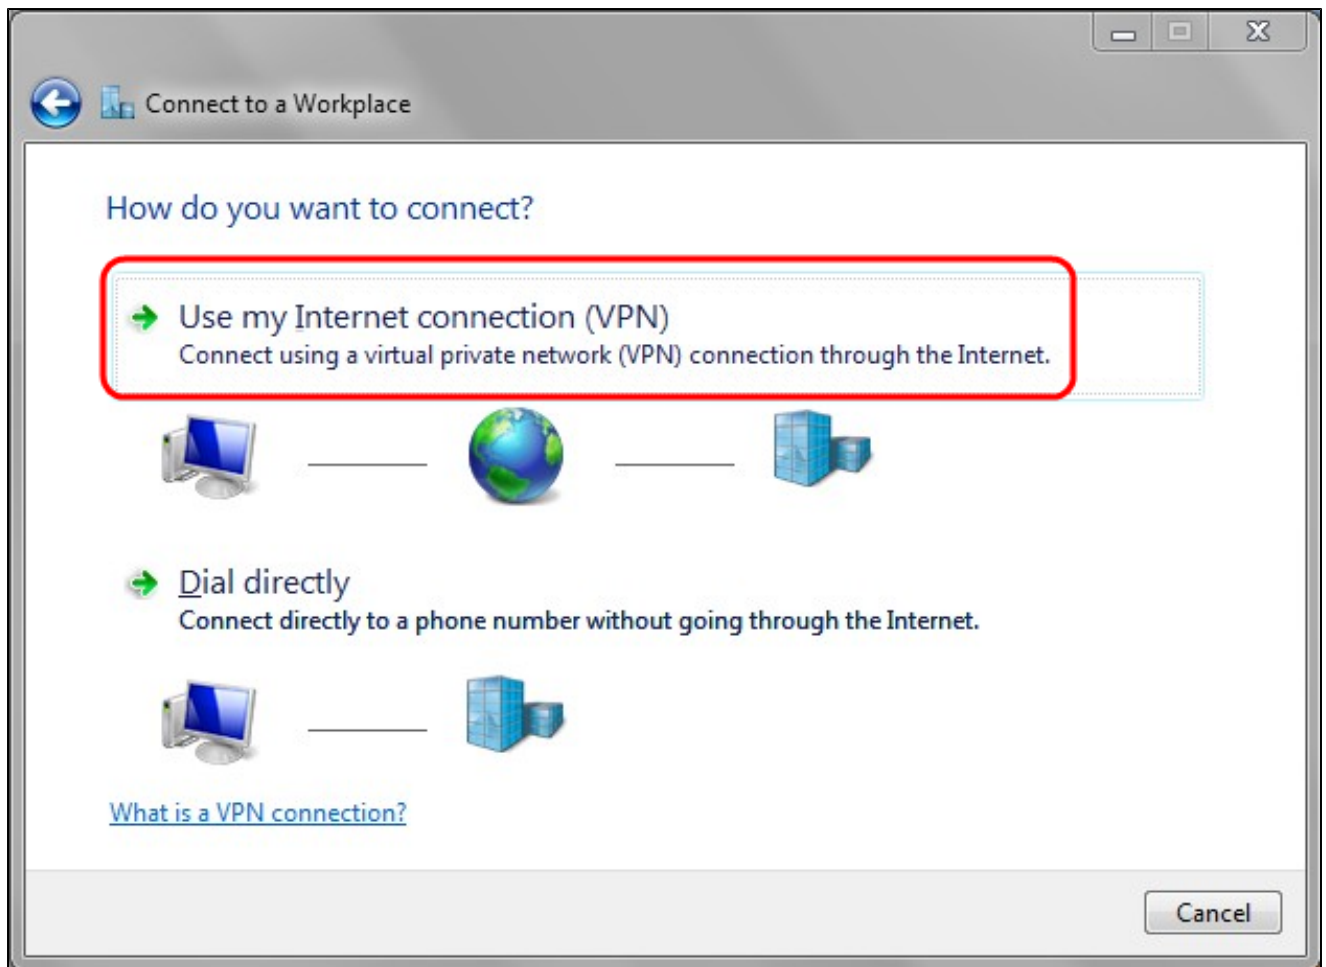 Connect to a Workplace
How do you want to connect?
Use my Internet connection (VPN)
Connect using a virtual private network (VPN) connection through the Internet.
Dial directly
Connect directly to a phone number without going through the Internet.
What is a VPN connection?
Cancel